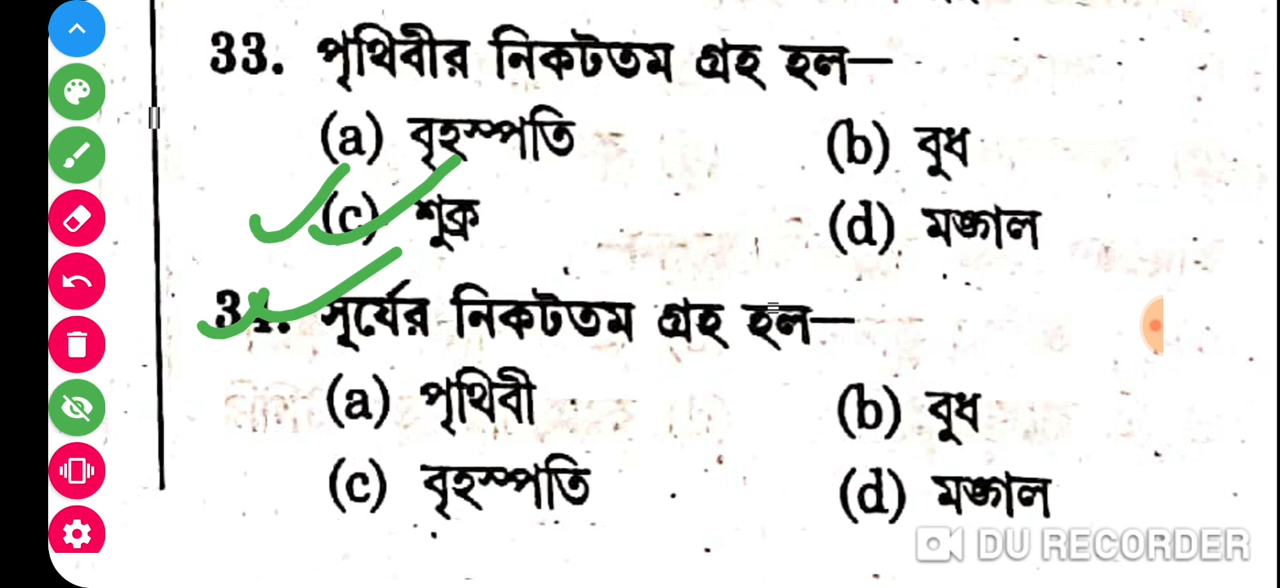 33. পৃথিবীর নিকটতম গ্রহ হল—
(a) বৃহস্পতি (b) বুধ
(c) শুক্র (d) মঙ্গল
34. সূর্যের নিকটতম গ্রহ হল—
(a) পৃথিবী (b) বুধ
(c) বৃহস্পতি (d) মঙ্গল
DU RECORDER